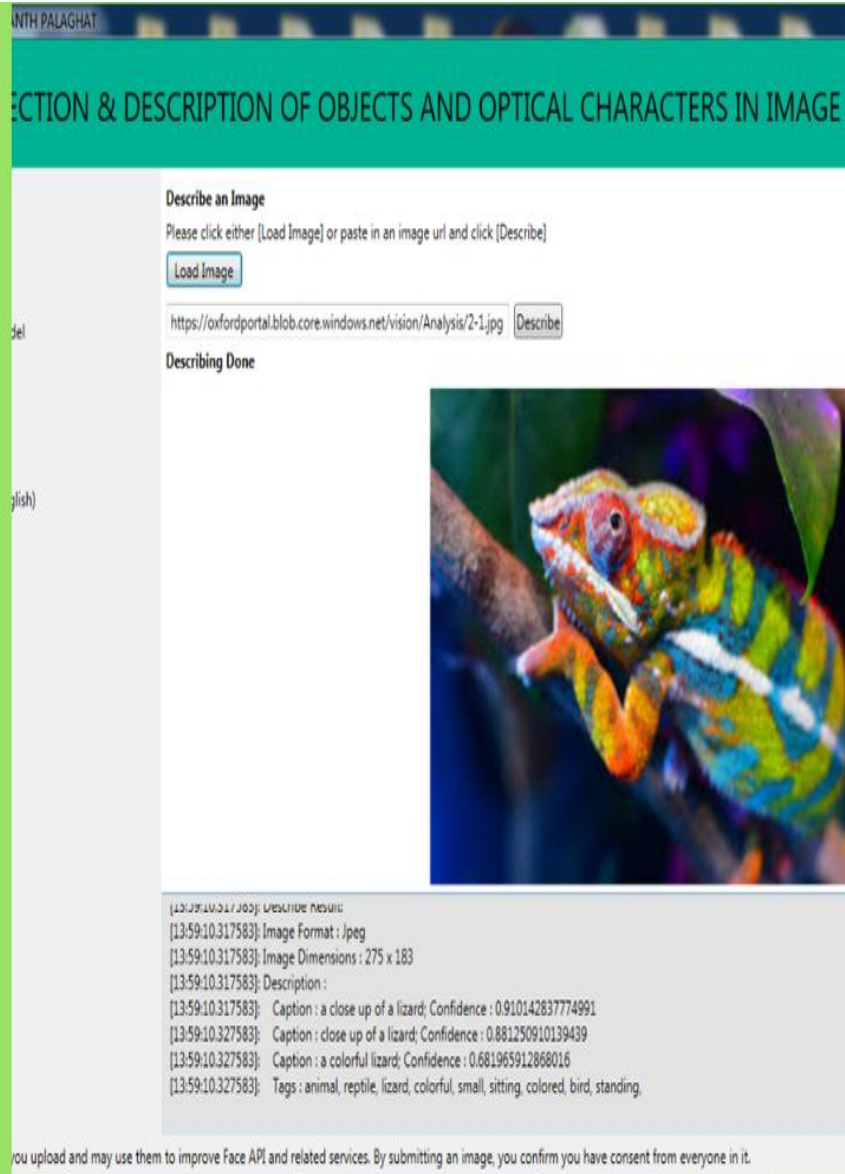 ANTH PALAGHAT
ECTION & DESCRIPTION OF OBJECTS AND OPTICAL CHARACTERS IN IMAGE
Describe an Image
Please click either [Load Image] or paste in an image url and click [Describe]
Load Image
del
https://oxfordportal.blob.core.windows.net/vision/Analysis/2-1.jpg Describe
Describing Done
glish)
[13:59:10.317583]: Describe Result:
[13:59:10.317583]: Image Format : Jpeg
[13:59:10.317583]: Image Dimensions : 275 x 183
[13:59:10.317583]: Description :
[13:59:10.317583]: Caption : a close up of a lizard; Confidence : 0.910142837774991
[13:59:10.327583]: Caption : close up of a lizard; Confidence : 0.881250910139439
[13:59:10.327583]: Caption : a colorful lizard; Confidence : 0.681965912868016
[13:59:10.327583]: Tags : animal, reptile, lizard, colorful, small, sitting, colored, bird, standing,
you upload and may use them to improve Face API and related services. By submitting an image, you confirm you have consent from everyone in it.